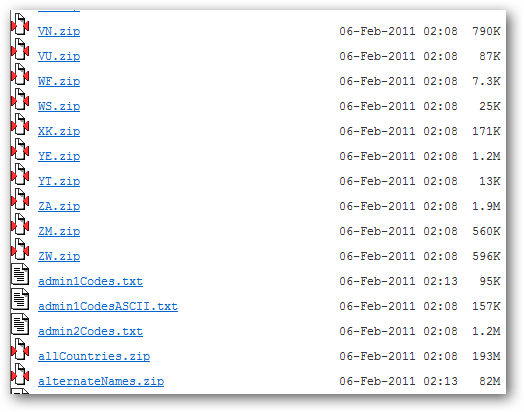 VN.zip 06-Feb-2011 02:08 790K
VU.zip 06-Feb-2011 02:08 87K
WF.zip 06-Feb-2011 02:08 7.3K
WS.zip 06-Feb-2011 02:08 25K
XK.zip 06-Feb-2011 02:08 171K
YE.zip 06-Feb-2011 02:08 1.2M
YT.zip 06-Feb-2011 02:08 13K
ZA.zip 06-Feb-2011 02:08 1.9M
ZM.zip 06-Feb-2011 02:08 560K
ZW.zip 06-Feb-2011 02:08 596K
admin1Codes.txt 06-Feb-2011 02:13 95K
admin1CodesASCII.txt 06-Feb-2011 02:08 157K
admin2Codes.txt 06-Feb-2011 02:08 1.2M
allCountries.zip 06-Feb-2011 02:08 193M
alternateNames.zip 06-Feb-2011 02:13 82M